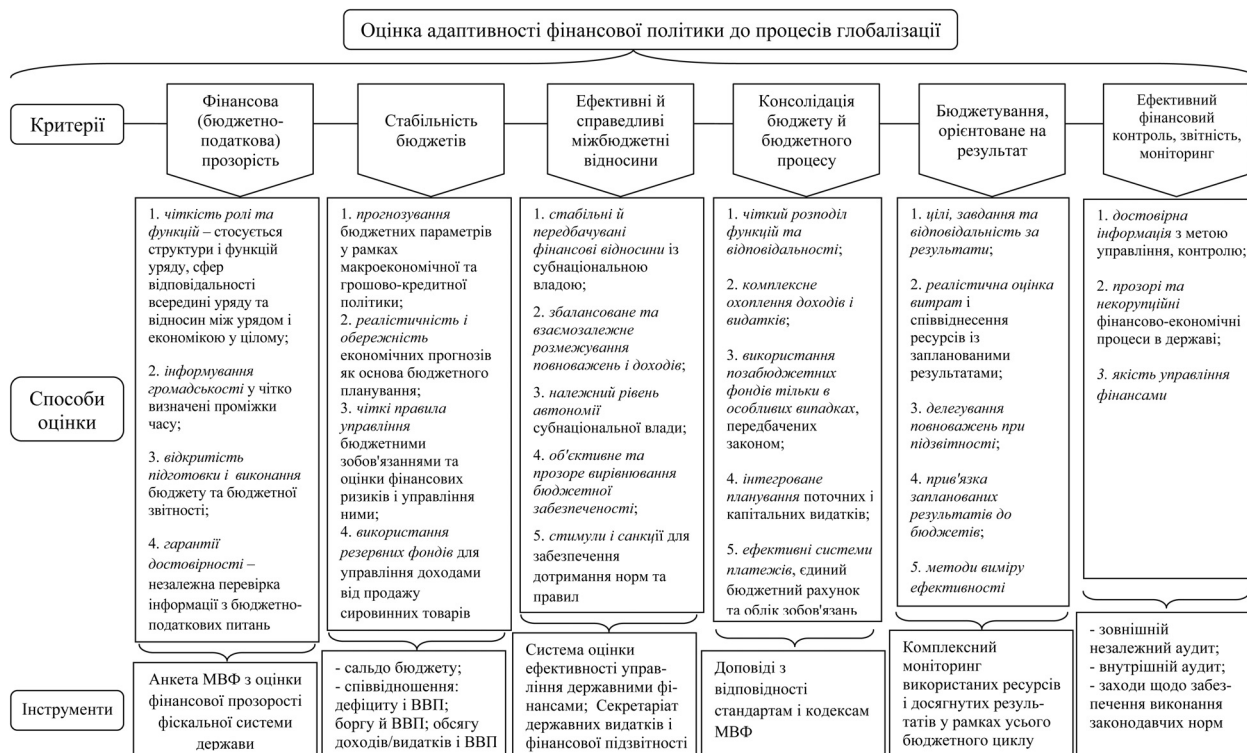 Оцінка адаптивності фінансової політики до процесів глобалізації
Критерії
Фінансова
(бюджетно-
податкова)
прозорість
Стабільність
бюджетів
Ефективні й
справедливі
міжбюджетні
відносини
Консолідація
бюджету й
бюджетного
процесу
Бюджетування,
орієнтоване на
результат
Ефективний
фінансовий
контроль, звітність,
моніторинг
Способи
оцінки
1. чіткість ролі та
функцій – стосується
структури і функцій
уряду, сфер
відповідальності
всередині уряду та
відносин між урядом і
економікою у цілому;
2. інформування
громадськості у чітко
визначені проміжки
часу;
3. відкритість
підготовки і виконання
бюджету та бюджетної
звітності;
4. гарантії
достовірності –
незалежна перевірка
інформації з бюджетно-
податкових питань
1. прогнозування
бюджетних параметрів
у рамках
макроекономічної та
грошово-кредитної
політики;
2. реалістичність і
обережність
економічних прогнозів
як основа бюджетного
планування;
3. чіткі правила
управління
бюджетними
зобов'язаннями та
оцінки фінансових
ризиків і управління
ними;
4. використання
резервних фондів для
управління доходами
від продажу
сировинних товарів
1. стабільні й
передбачувані
фінансові відносини із
субнаціональною
владою;
2. збалансоване та
взаємозалежне
розмежування
повноважень і доходів;
3. належний рівень
автономії
субнаціональної влади;
4. об'єктивне та
прозоре вирівнювання
бюджетної
забезпеченості;
5. стимули і санкції для
забезпечення
дотримання норм та
правил
1. чіткий розподіл
функцій та
відповідальності;
2. комплексне
охоплення доходів і
видатків;
3. використання
позабюджетних
фондів тільки в
особливих випадках,
передбачених
законом;
4. інтегроване
планування поточних і
капітальних видатків;
5. ефективні системи
платежів, єдиний
бюджетний рахунок
та облік зобов'язань
1. цілі, завдання та
відповідальність за
результати;
2. реалістична оцінка
витрат і
співвіднесення
ресурсів із
запланованими
результатами;
3. делегування
повноважень при
підзвітності;
4. прив'язка
запланованих
результатів до
бюджетів;
5. методи виміру
ефективності
1. достовірна
інформація з метою
управління, контролю;
2. прозорі та
некорупційні
фінансово-економічні
процеси в державі;
3. якість управління
фінансами
Інструменти
Анкета МВФ з оцінки
фінансової прозорості
фіскальної системи
держави
- сальдо бюджету;
- співвідношення:
дефіциту і ВВП;
боргу й ВВП; обсягу
доходів/видатків і ВВП
Система оцінки
ефективності управ-
ління державними фі-
нансами; Секретаріат
державних видатків і
фінансової підзвітності
Доповіді з
відповідності
стандартам і кодексам
МВФ
Комплексний
моніторинг
використаних ресурсів
і досягнутих резуль-
татів у рамках усього
бюджетного циклу
- зовнішній
незалежний аудит;
- внутрішній аудит;
- заходи щодо забез-
печення виконання
законодавчих норм